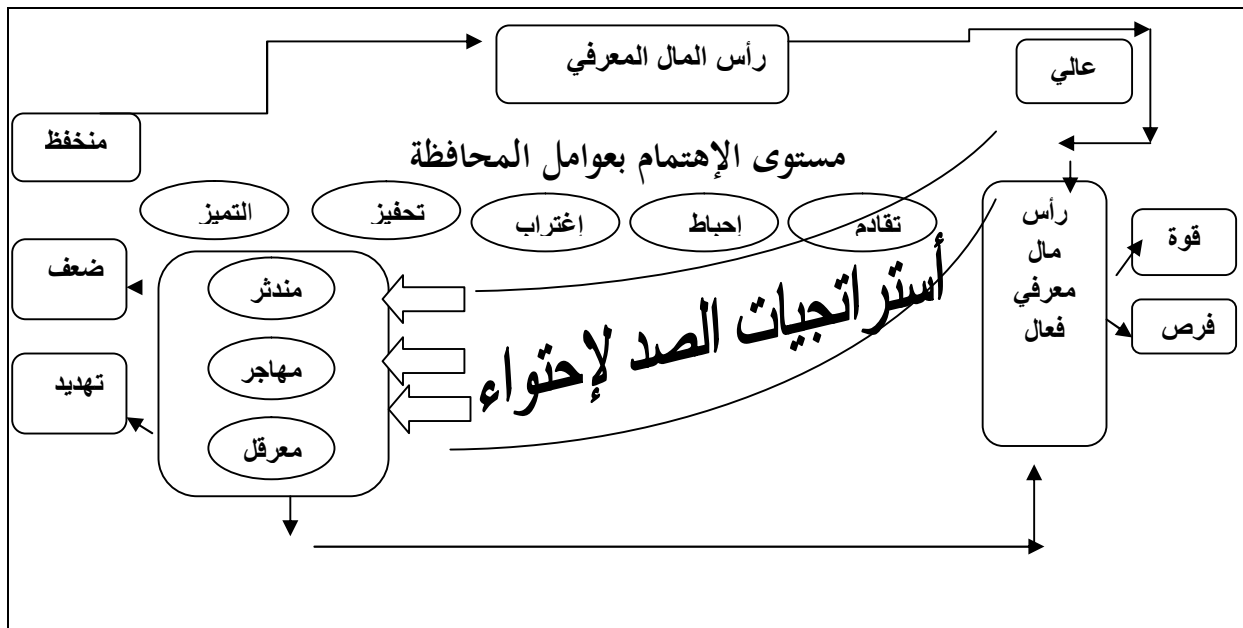 رأس المال المعرفي
عالي
منخفظ
مستوى الإهتمام بعوامل المحافظة
تقادم
إحباط
إغتراب
تحفيز
التميز
رأس
مال
معرفي
فعال
قوة
فرص
أستراتجيات الصد لإحتواء
مندثر
مهاجر
معرقل
ضعف
تهديد